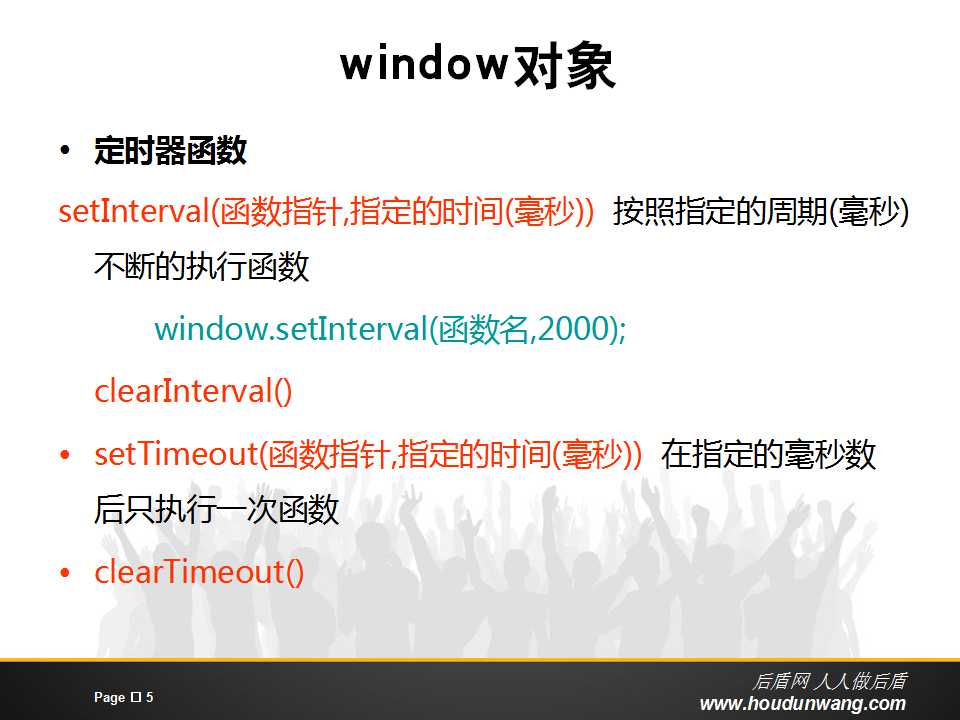 window对象
• 定时器函数
setInterval(函数指针,指定的时间(毫秒)) 按照指定的周期(毫秒)
不断的执行函数
window.setInterval(函数名,2000);
clearInterval()
• setTimeout(函数指针,指定的时间(毫秒)) 在指定的毫秒数
后只执行一次函数
• clearTimeout()
Page □ 5
后盾网 人人做后盾
www.houdunwang.com